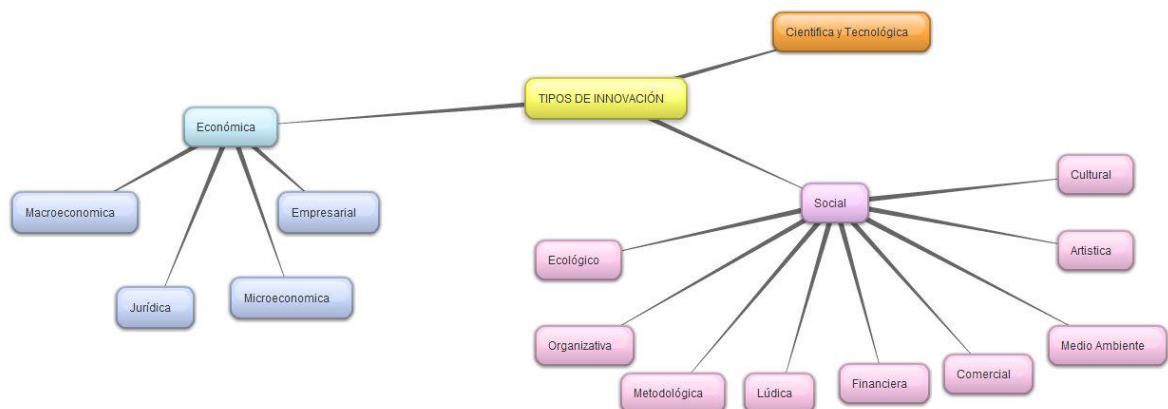 Cientifica y Tecnológica
TIPOS DE INNOVACIÓN
Económica
Macroeconomica
Empresarial
Jurídica
Microeconomica
Social
Cultural
Artistica
Ecológico
Organizativa
Metodológica
Lúdica
Financiera
Comercial
Medio Ambiente